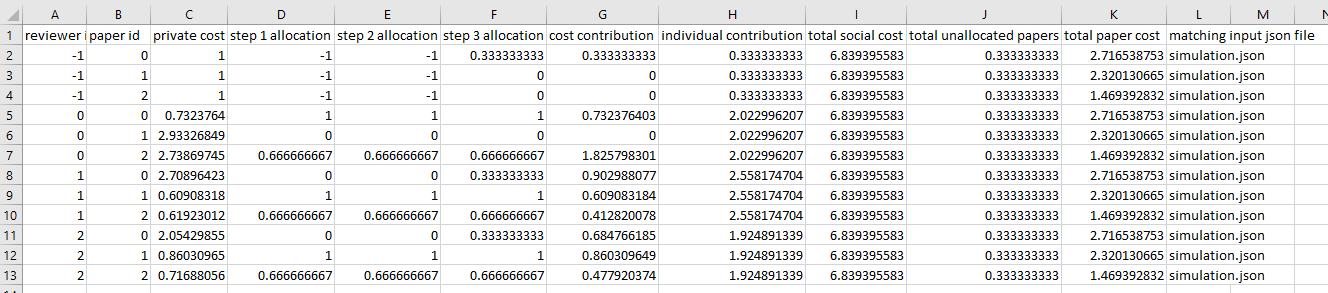 A B C D E F G H I J K L M N
1 reviewer i paper id private cost step 1 allocation step 2 allocation step 3 allocation cost contribution individual contribution total social cost total unallocated papers total paper cost matching input json file
2 -1 0 1 -1 -1 0.333333333 0.333333333 0.333333333 6.839395583 0.333333333 2.716538753 simulation.json
3 -1 1 1 -1 -1 0 0 0.333333333 6.839395583 0.333333333 2.320130665 simulation.json
4 -1 2 1 -1 -1 0 0 0.333333333 6.839395583 0.333333333 1.469392832 simulation.json
5 0 0 0.7323764 1 1 1 0.732376403 2.022996207 6.839395583 0.333333333 2.716538753 simulation.json
6 0 1 2.93326849 0 0 0 0 2.022996207 6.839395583 0.333333333 2.320130665 simulation.json
7 0 2 2.73869745 0.666666667 0.666666667 0.666666667 1.825798301 2.022996207 6.839395583 0.333333333 1.469392832 simulation.json
8 1 0 2.70896423 0 0 0.333333333 0.902988077 2.558174704 6.839395583 0.333333333 2.716538753 simulation.json
9 1 1 0.60908318 1 1 1 0.609083184 2.558174704 6.839395583 0.333333333 2.320130665 simulation.json
10 1 2 0.61923012 0.666666667 0.666666667 0.666666667 0.412820078 2.558174704 6.839395583 0.333333333 1.469392832 simulation.json
11 2 0 2.05429855 0 0 0.333333333 0.684766185 1.924891339 6.839395583 0.333333333 2.716538753 simulation.json
12 2 1 0.86030965 1 1 1 0.860309649 1.924891339 6.839395583 0.333333333 2.320130665 simulation.json
13 2 2 0.71688056 0.666666667 0.666666667 0.666666667 0.477920374 1.924891339 6.839395583 0.333333333 1.469392832 simulation.json